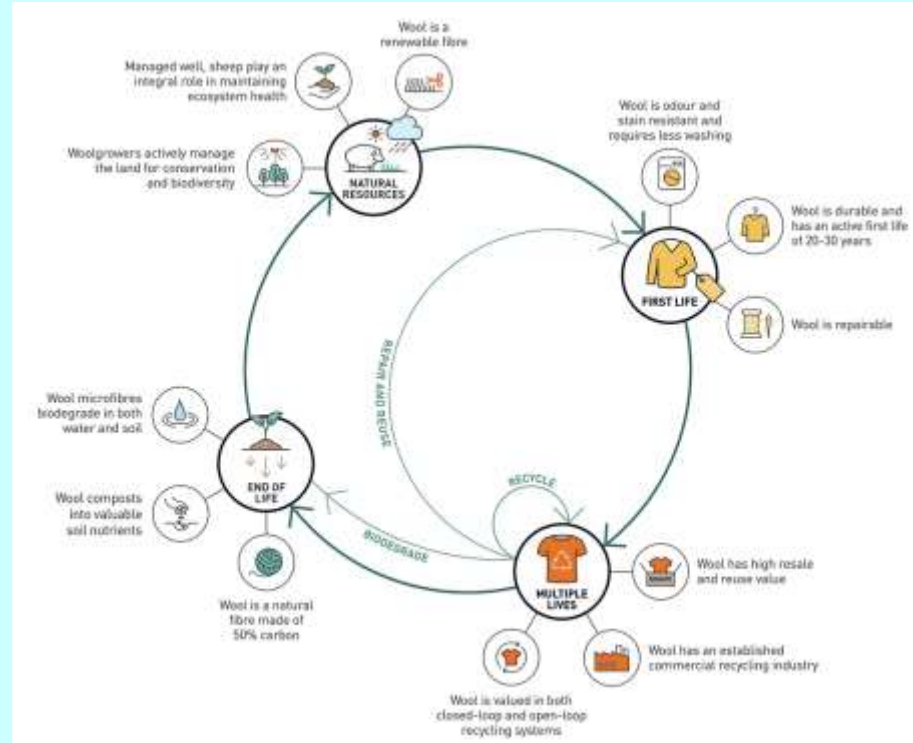 Wool is a
renewable fibre
Managed well, sheep play an
integral role in maintaining
ecosystem health
Woolgrowers actively manage
the land for conservation
and biodiversity
NATURAL
RESOURCES
Wool is odour and
stain resistant and
requires less washing
Wool is durable and
has an active first life
of 20-30 years
FIRST LIFE
Wool is repairable
REPAIR AND REUSE
Wool microfibres
biodegrade in both
water and soil
END OF
LIFE
Wool composts
into valuable
soil nutrients
RECYCLE
BIODEGRADE
Wool is a natural
fibre made of
50% carbon
MULTIPLE
LIVES
Wool has high resale
and reuse value
Wool has an established
commercial recycling industry
Wool is valued in both
closed-loop and open-loop
recycling systems